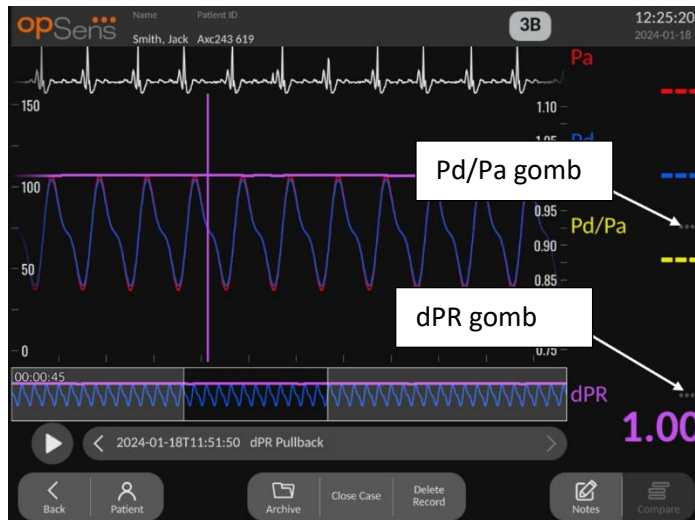 opSens
Name
Patient ID
Smith, Jack
Axc243 619
3B
12:25:20
2024-01-18
Pa
150
1.10
Pd
100
Pd/Pa gomb
0.95
Pd/Pa
0.90
50
0.85
dPR gomb
0
0.75
00:00:45
dPR
1.00
2024-01-18T11:51:50 dPR Pullback
Back
Patient
Archive
Close Case
Delete
Record
Notes
Compare